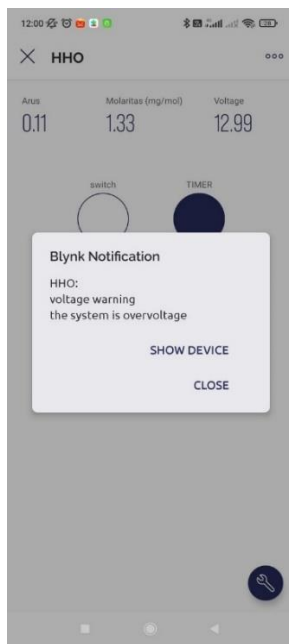 12:00
HHO
Arus
Molaritas (mg/mol)
Voltage
0.11
1.33
12.99
switch
TIMER
Blynk Notification
HHO:
voltage warning
the system is overvoltage
SHOW DEVICE
CLOSE